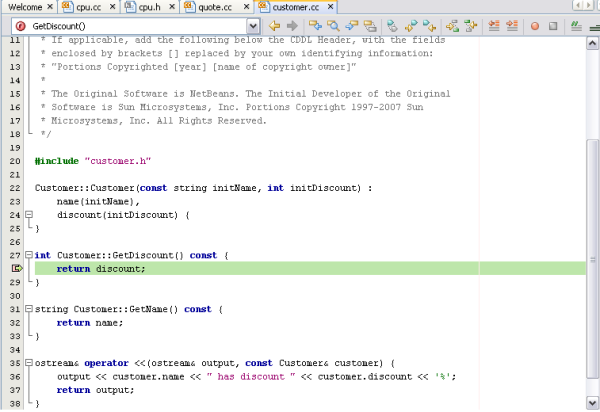 Welcome cpu.cc cpu.h quote.cc customer.cc
GetDiscount()
11 * If applicable, add the following below the CDDL Header, with the fields
12 * enclosed by brackets [] replaced by your own identifying information:
13 * "Portions Copyrighted [year] [name of copyright owner]"
14 *
15 * The Original Software is NetBeans. The Initial Developer of the Original
16 * Software is Sun Microsystems, Inc. Portions Copyright 1997-2007 Sun
17 * Microsystems, Inc. All Rights Reserved.
18 */
19
20 #include "customer.h"
21
22 Customer::Customer(const string initName, int initDiscount) :
23 name(initName),
24 discount(initDiscount) {
25 }
26
27 int Customer::GetDiscount() const {
return discount;
29 }
30
31 string Customer::GetName() const {
32 return name;
33 }
34
35 ostream& operator <<(ostream& output, const Customer& customer) {
36 output << customer.name << " has discount " << customer.discount << '%';
37 return output;
38 }